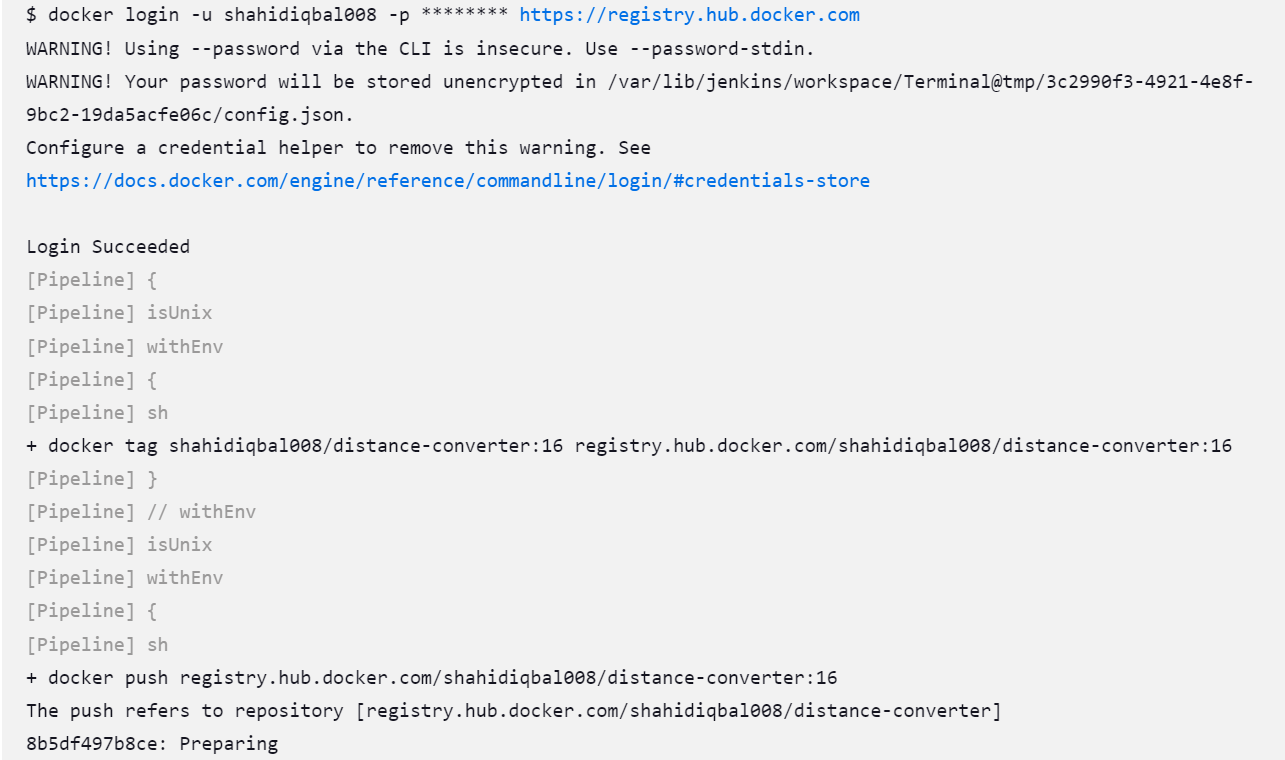 $ docker login -u shahidiqbal008 -p ******** https://registry.hub.docker.com
WARNING! Using --password via the CLI is insecure. Use --password-stdin.
WARNING! Your password will be stored unencrypted in /var/lib/jenkins/workspace/Terminal@tmp/3c2990f3-4921-4e8f-
9bc2-19da5acfe06c/config.json.
Configure a credential helper to remove this warning. See
https://docs.docker.com/engine/reference/commandline/login/#credentials-store
Login Succeeded
[Pipeline] {
[Pipeline] isUnix
[Pipeline] withEnv
[Pipeline] {
[Pipeline] sh
+ docker tag shahidiqbal008/distance-converter:16 registry.hub.docker.com/shahidiqbal008/distance-converter:16
[Pipeline] }
[Pipeline] // withEnv
[Pipeline] isUnix
[Pipeline] withEnv
[Pipeline] {
[Pipeline] sh
+ docker push registry.hub.docker.com/shahidiqbal008/distance-converter:16
The push refers to repository [registry.hub.docker.com/shahidiqbal008/distance-converter]
8b5df497b8ce: Preparing